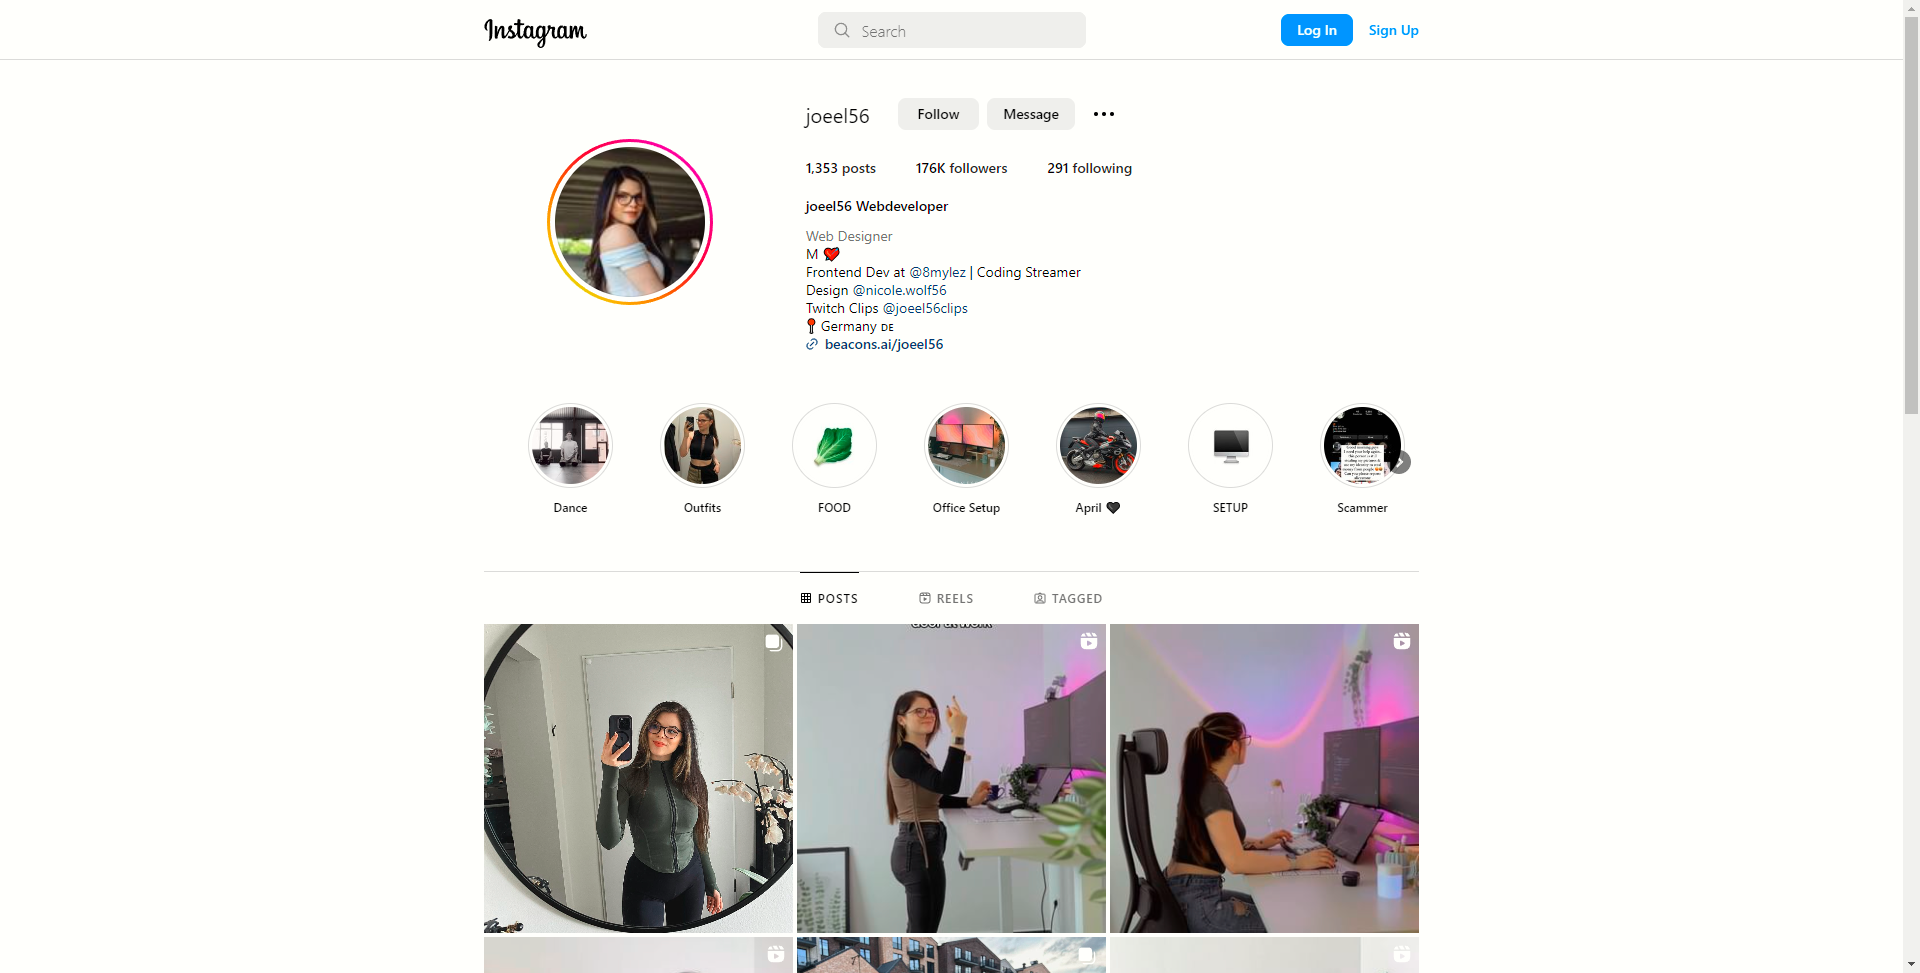 Instagram
Search
Log In
Sign Up
joeel56
Follow
Message
1,353 posts
176K followers
291 following
joeel56 Webdeveloper
Web Designer
M ❤
Frontend Dev at @8mylez | Coding Streamer
Design @nicole.wolf56
Twitch Clips @joeel56clips
📍Germany 🇩🇪
beacons.ai/joeel56
Dance
Outfits
FOOD
Office Setup
April 🖤
SETUP
Scammer
POSTS
REELS
TAGGED